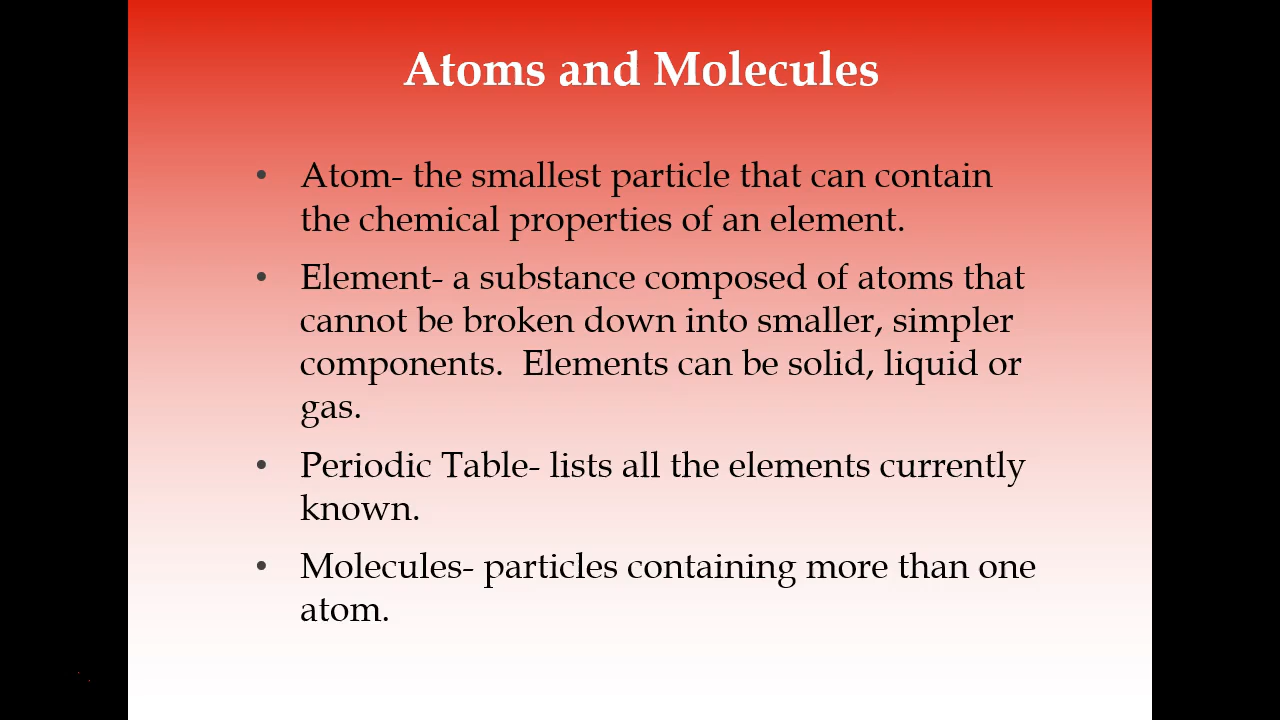 Atoms and Molecules
• Atom- the smallest particle that can contain
the chemical properties of an element.
• Element- a substance composed of atoms that
cannot be broken down into smaller, simpler
components.  Elements can be solid, liquid or
gas.
• Periodic Table- lists all the elements currently
known.
• Molecules- particles containing more than one
atom.